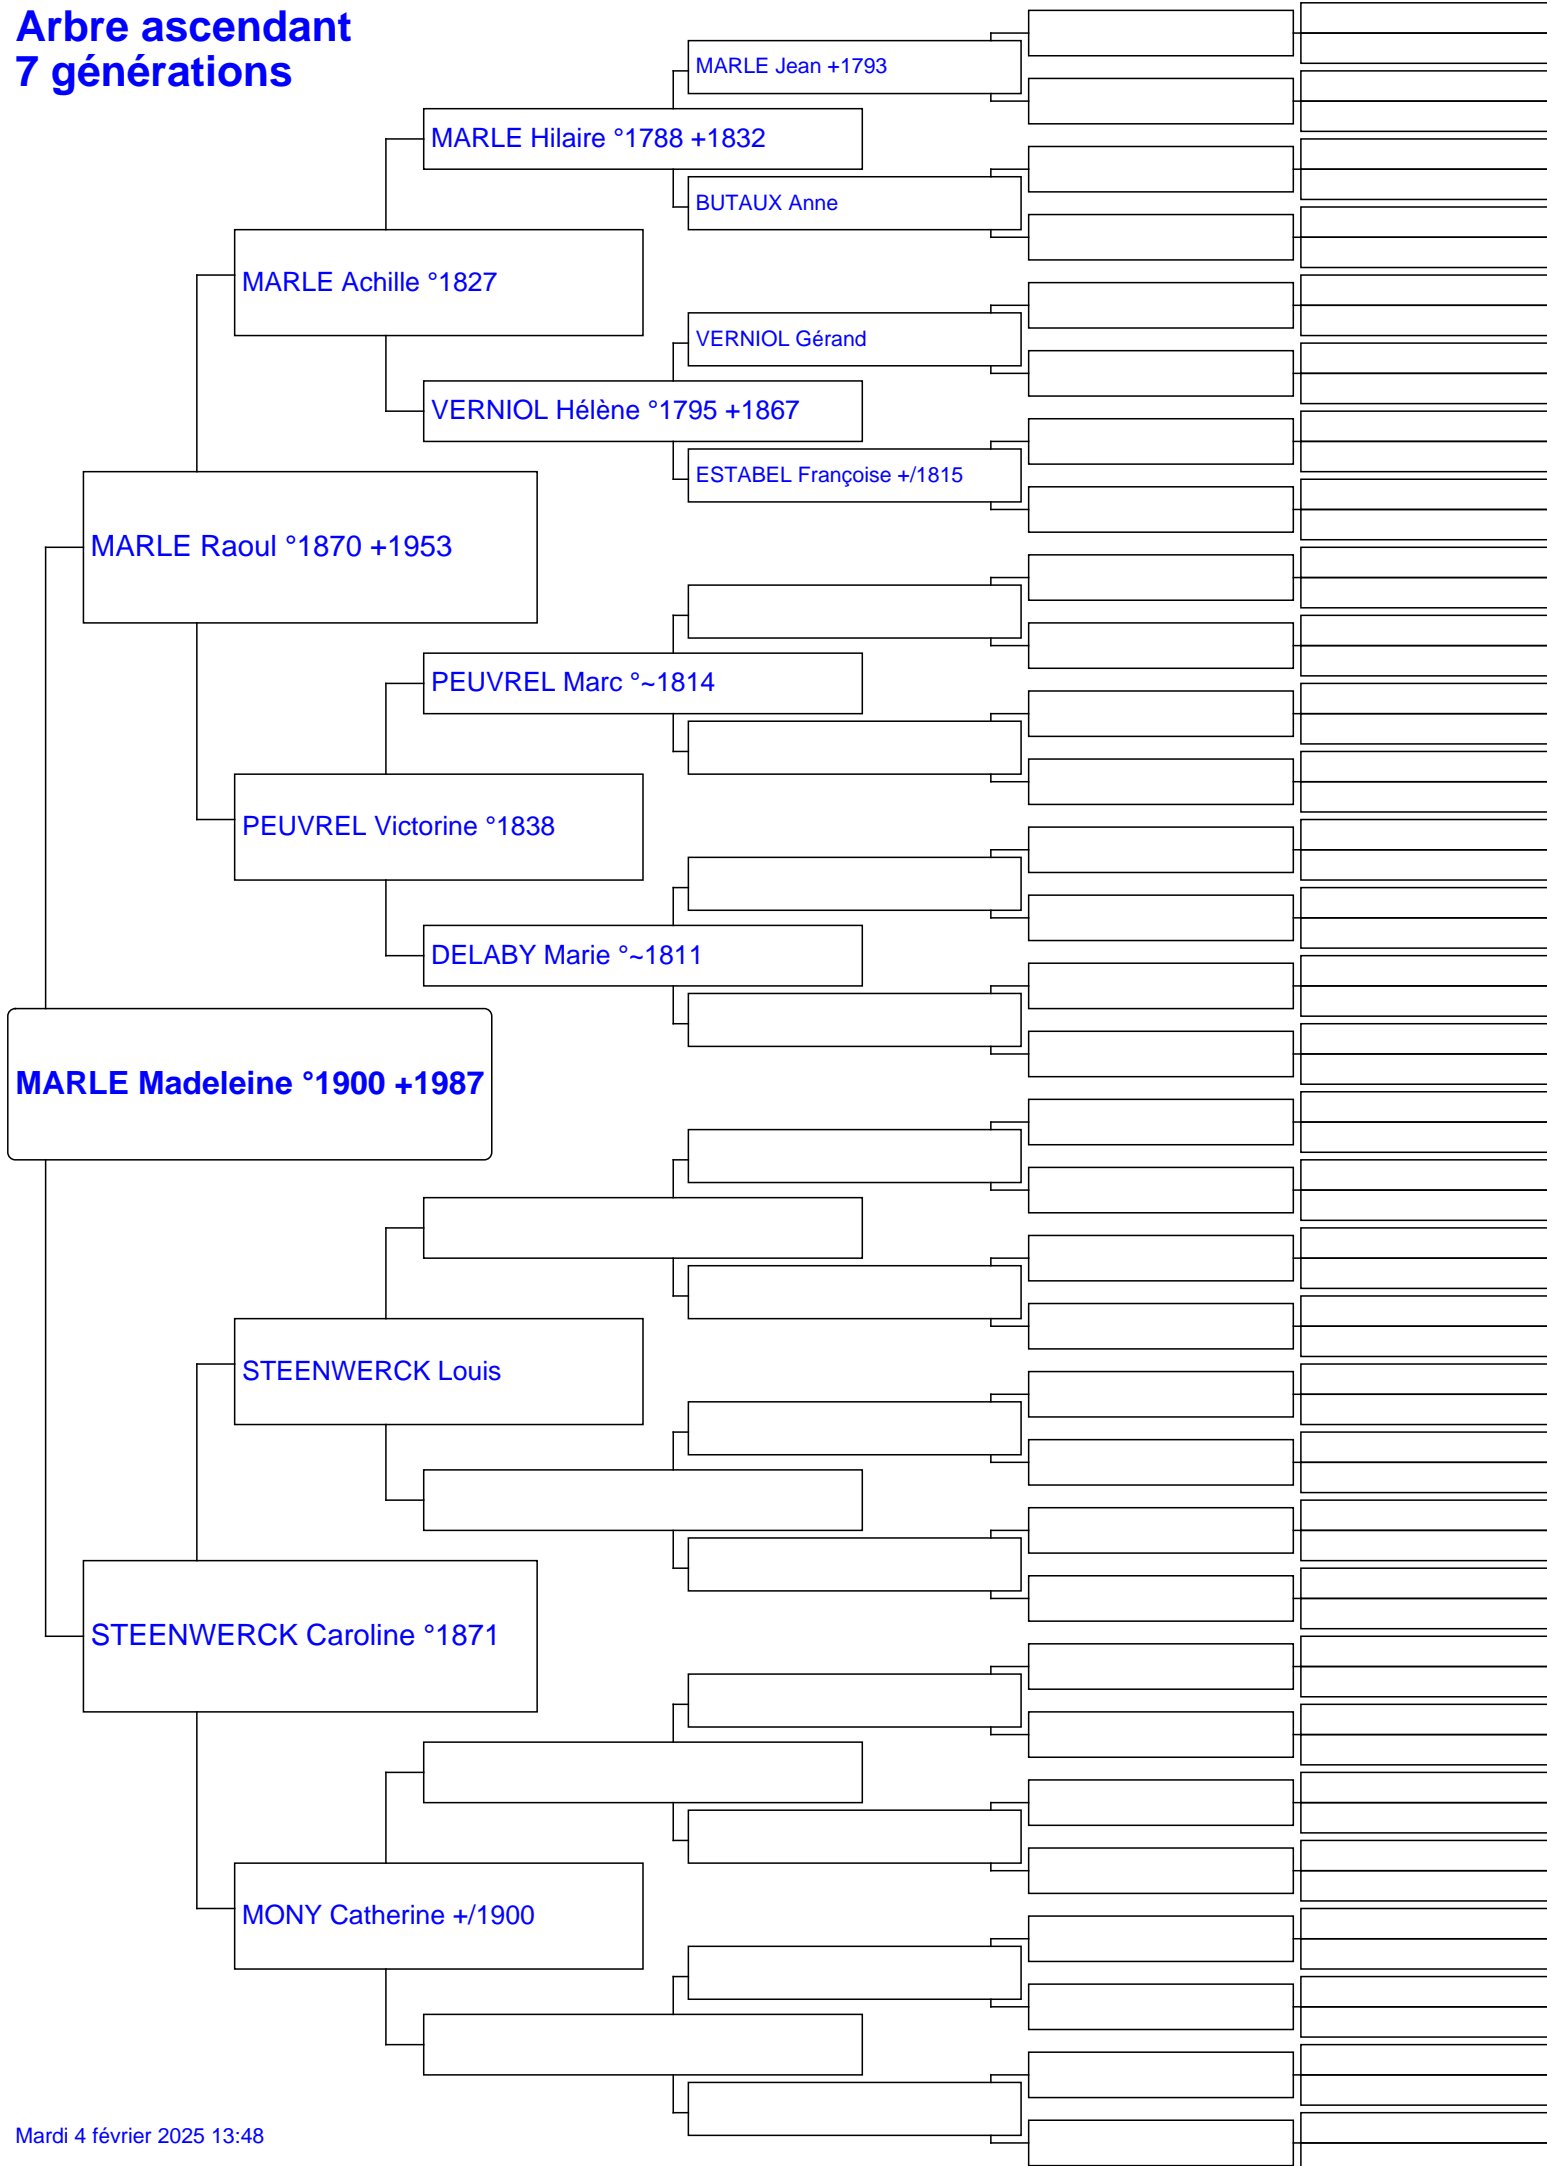 Arbre ascendant
7 générations
MARLE Jean +1793
MARLE Hilaire °1788 +1832
BUTAUX Anne
MARLE Achille °1827
VERNIOL Gérand
VERNIOL Hélène °1795 +1867
ESTABEL Françoise +/1815
MARLE Raoul °1870 +1953
PEUVREL Marc °~1814
PEUVREL Victorine °1838
DELABY Marie °~1811
MARLE Madeleine °1900 +1987
STEENWERCK Louis
STEENWERCK Caroline °1871
MONY Catherine +/1900
Mardi 4 février 2025 13:48